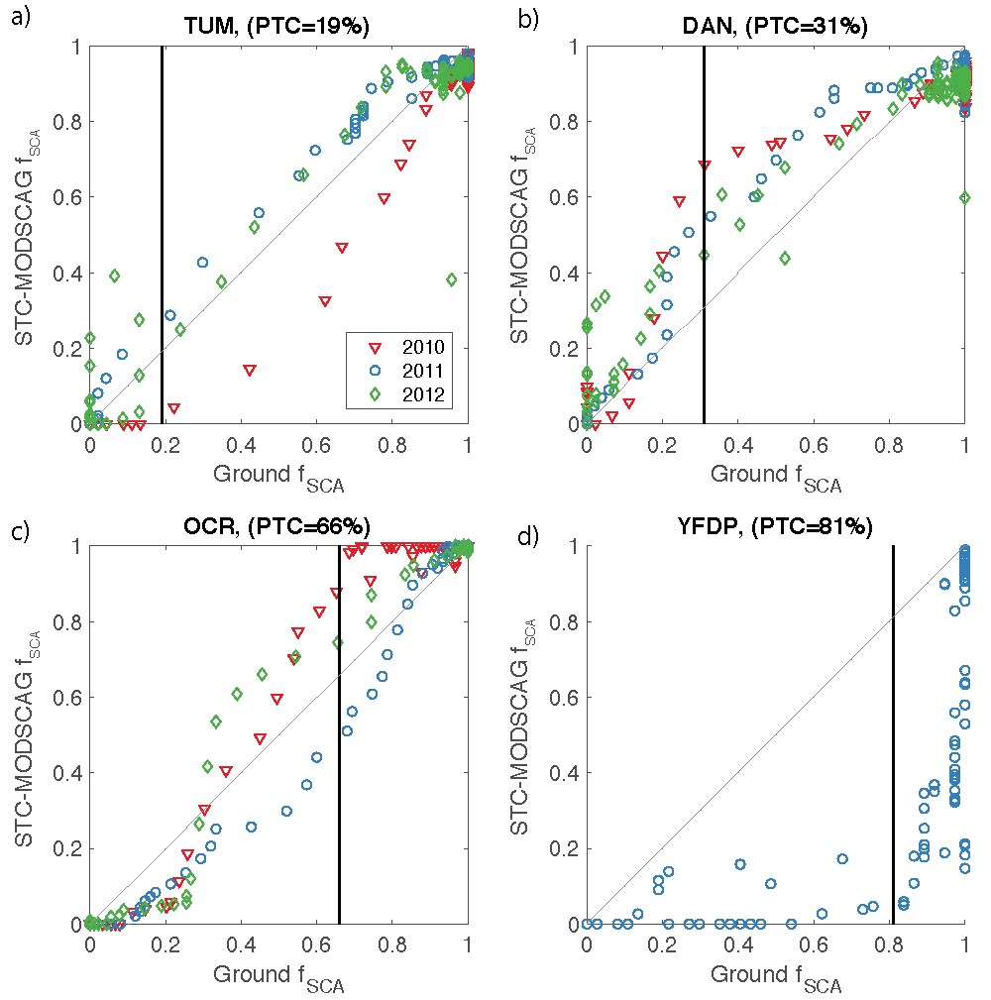 a)
TUM, (PTC=19%)
1
0.8
0.6
0.4
0.2
0
0 0.2 0.4 0.6 0.8 1
STC-MODSCAG fSCA
Ground fSCA
2010
2011
2012
b)
DAN, (PTC=31%)
1
0.8
0.6
0.4
0.2
0
0 0.2 0.4 0.6 0.8 1
STC-MODSCAG fSCA
Ground fSCA
c)
OCR, (PTC=66%)
1
0.8
0.6
0.4
0.2
0
0 0.2 0.4 0.6 0.8 1
STC-MODSCAG fSCA
Ground fSCA
d)
YFDP, (PTC=81%)
1
0.8
0.6
0.4
0.2
0
0 0.2 0.4 0.6 0.8 1
STC-MODSCAG fSCA
Ground fSCA